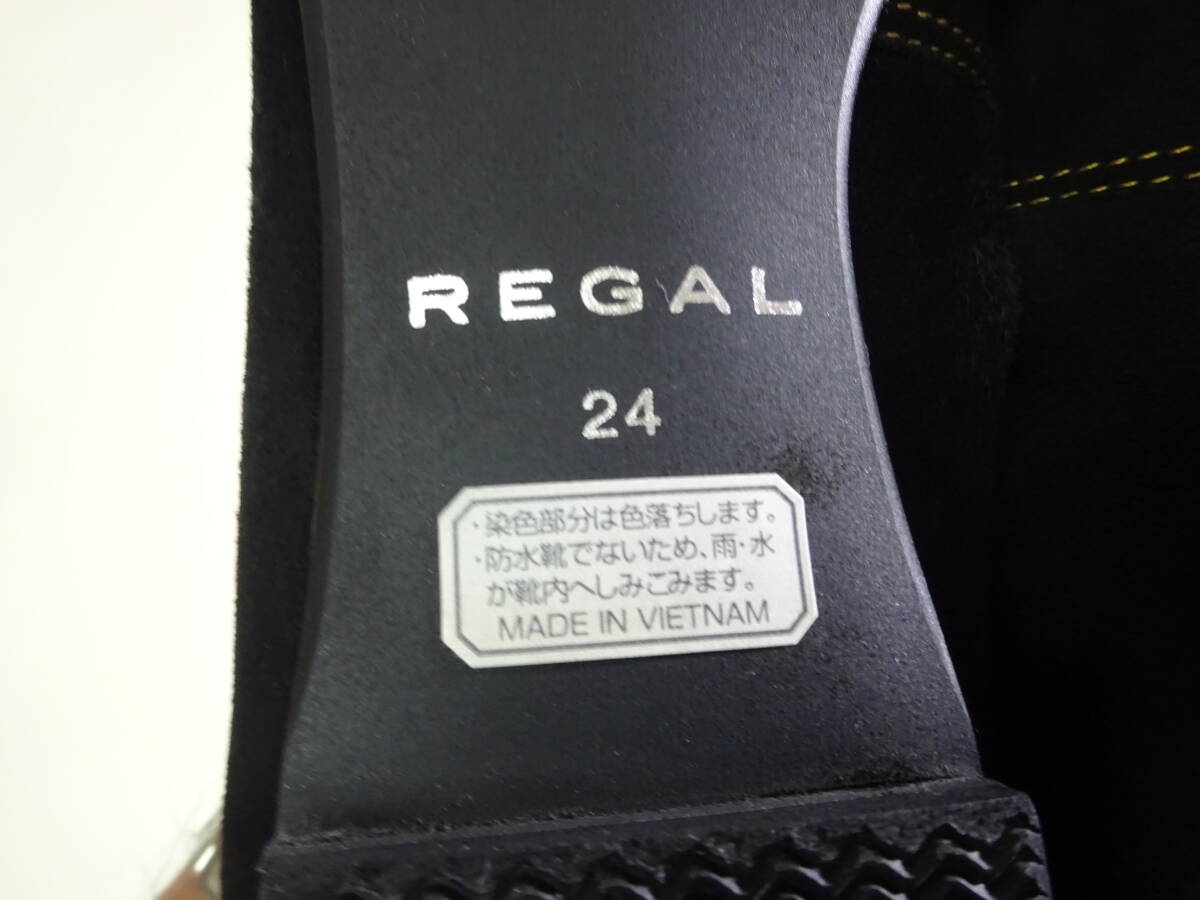 REGAL
24
・染色部分は色落ちします。
・防水靴でないため、雨・水
が靴内へしみこみます。
MADE IN VIETNAM